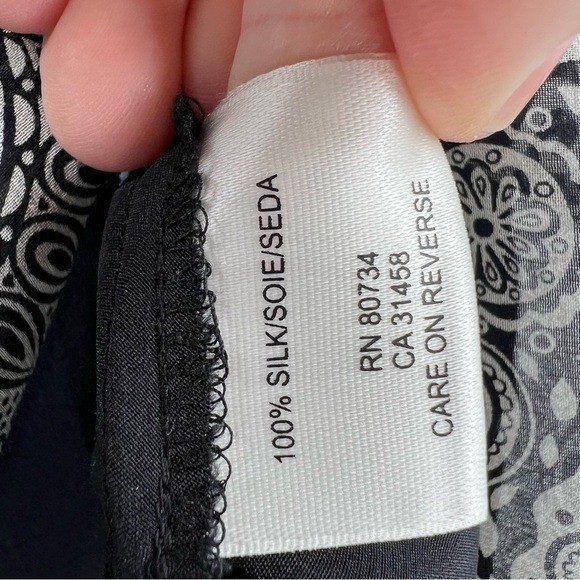 100% SILK/SOIE/SEDA
RN 80734
CA 31458
CARE ON REVERSE